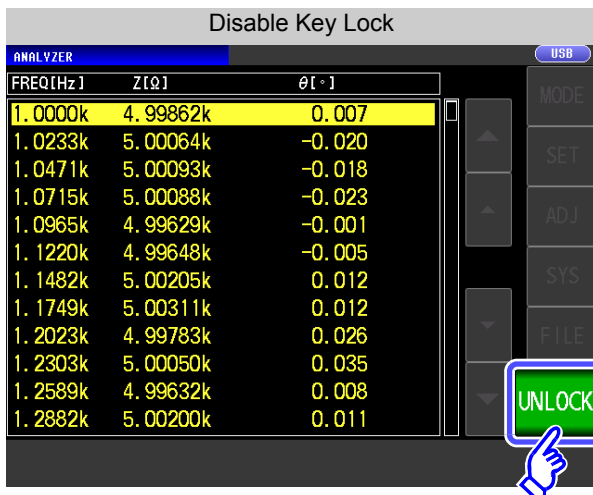 Disable Key Lock
ANALYZER USB
FREQ[Hz] Z[Ω] θ[°]
MODE
1.0000k 4.99862k 0.007
1.0233k 5.00064k -0.020
SET
1.0471k 5.00093k -0.018
1.0715k 5.00088k -0.023
ADJ
1.0965k 4.99629k -0.001
1.1220k 4.99648k -0.005
SYS
1.1482k 5.00205k 0.012
1.1749k 5.00311k 0.012
1.2023k 4.99783k 0.026
FILE
1.2303k 5.00050k 0.035
1.2589k 4.99632k 0.008
UNLOCK
1.2882k 5.00200k 0.011